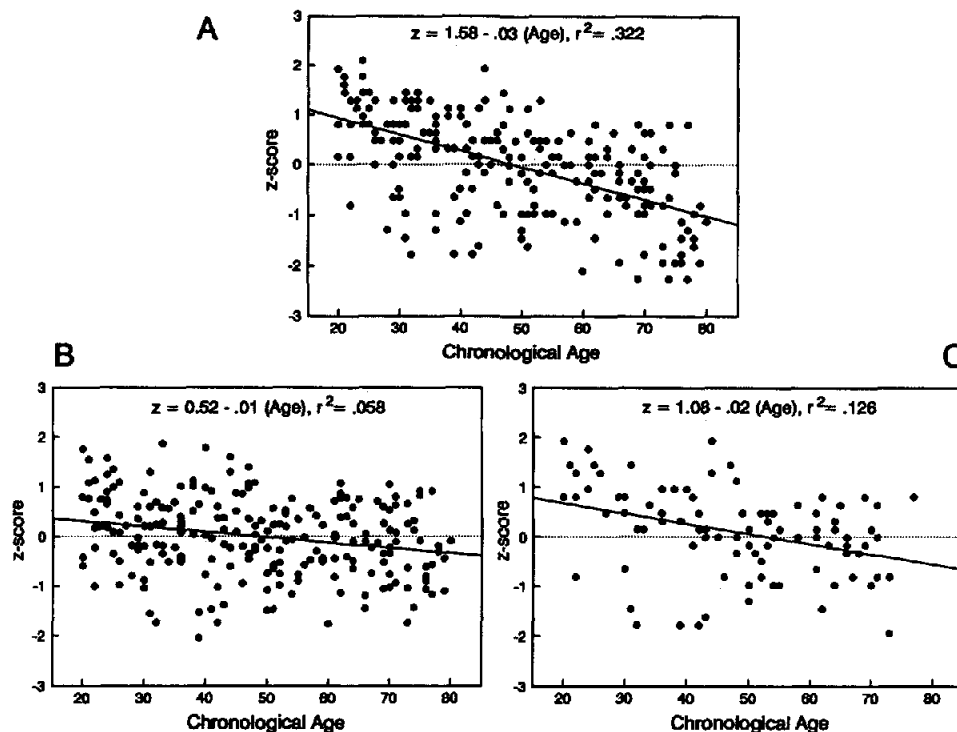 A
z = 1.58 - .03 (Age), r² = .322
3
2
1
0
-1
-2
-3
z-score
20 30 40 50 60 70 80
Chronological Age
B
z = 0.52 - .01 (Age), r² = .058
3
2
1
0
-1
-2
-3
z-score
20 30 40 50 60 70 80
Chronological Age
C
z = 1.08 - .02 (Age), r² = .126
3
2
1
0
-1
-2
-3
z-score
20 30 40 50 60 70 80
Chronological Age